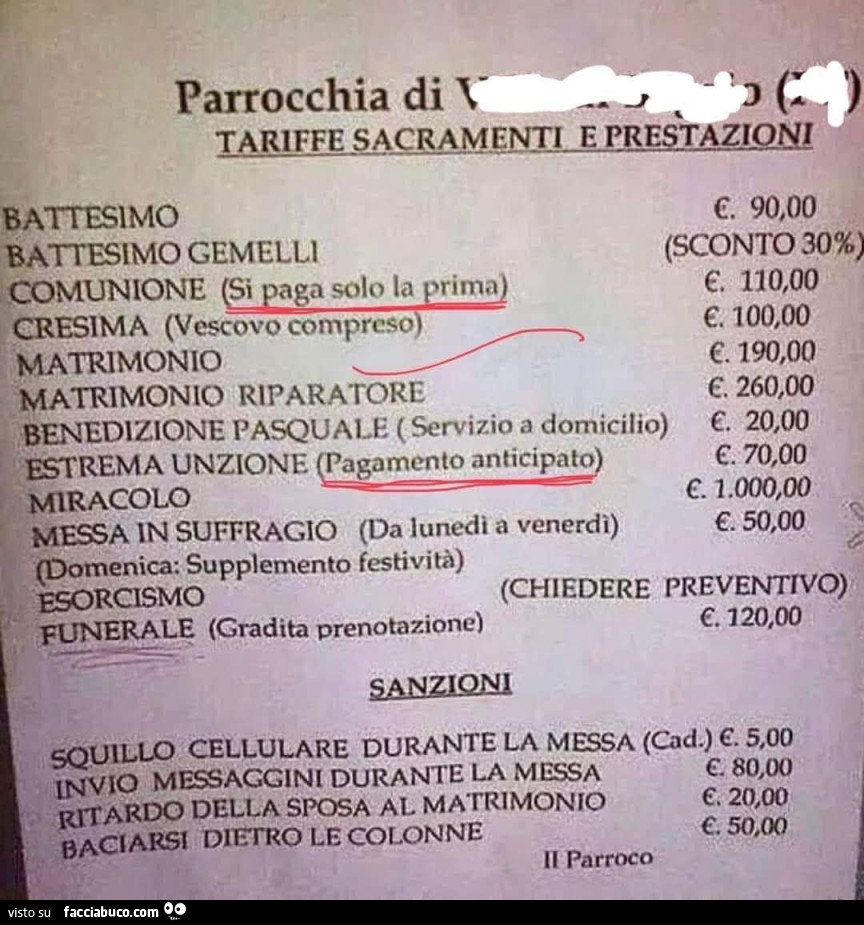 Parrocchia di
TARIFFE SACRAMENTI E PRESTAZIONI
BATTESIMO €. 90,00
BATTESIMO GEMELLI (SCONTO 30%)
COMUNIONE (Si paga solo la prima) €. 110,00
CRESIMA (Vescovo compreso) €. 100,00
MATRIMONIO €. 190,00
MATRIMONIO RIPARATORE €. 260,00
BENEDIZIONE PASQUALE (Servizio a domicilio) €. 20,00
ESTREMA UNZIONE (Pagamento anticipato) €. 70,00
MIRACOLO €. 1.000,00
MESSA IN SUFFRAGIO (Da lunedì a venerdì) €. 50,00
(Domenica: Supplemento festività)
ESORCISMO (CHIEDERE PREVENTIVO)
FUNERALE (Gradita prenotazione) €. 120,00
SANZIONI
SQUILLO CELLULARE DURANTE LA MESSA (Cad.) €. 5,00
INVIO MESSAGGINI DURANTE LA MESSA €. 80,00
RITARDO DELLA SPOSA AL MATRIMONIO €. 20,00
BACIARSI DIETRO LE COLONNE €. 50,00
Il Parroco
visto su facciabuco.com